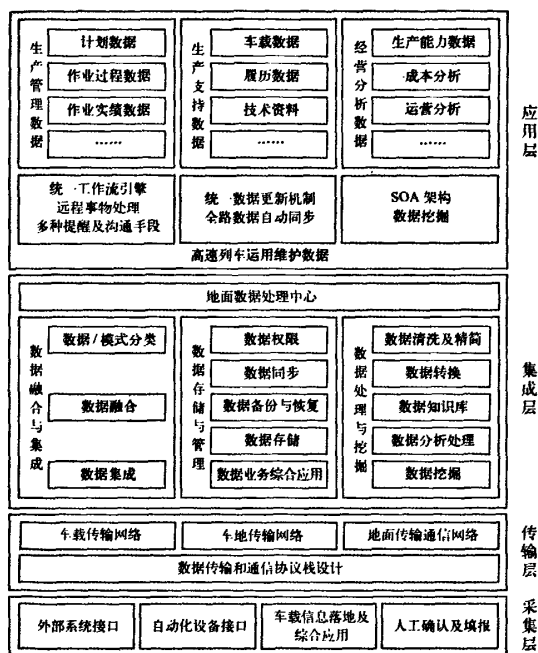 生产管理数据
计划数据
作业过程数据
作业实绩数据
……
生产支持数据
车载数据
履历数据
技术资料
……
经营分析数据
生产能力数据
成本分析
运营分析
……
应用层
统一工作流引擎
远程事物处理
多种提醒及沟通手段
统一数据更新机制
全路数据自动同步
SOA 架构
数据挖掘
高速列车运用维护数据
地面数据处理中心
数据融合与集成
数据/模式分类
数据融合
数据集成
数据存储与管理
数据权限
数据同步
数据备份与恢复
数据存储
数据业务综合应用
数据处理与挖掘
数据清洗及精简
数据转换
数据知识库
数据分析处理
数据挖掘
集成层
车载传输网络
车地传输网络
地面传输通信网络
数据传输和通信协议栈设计
传输层
外部系统接口
自动化设备接口
车载信息落地及
综合应用
人工确认及填报
采集层